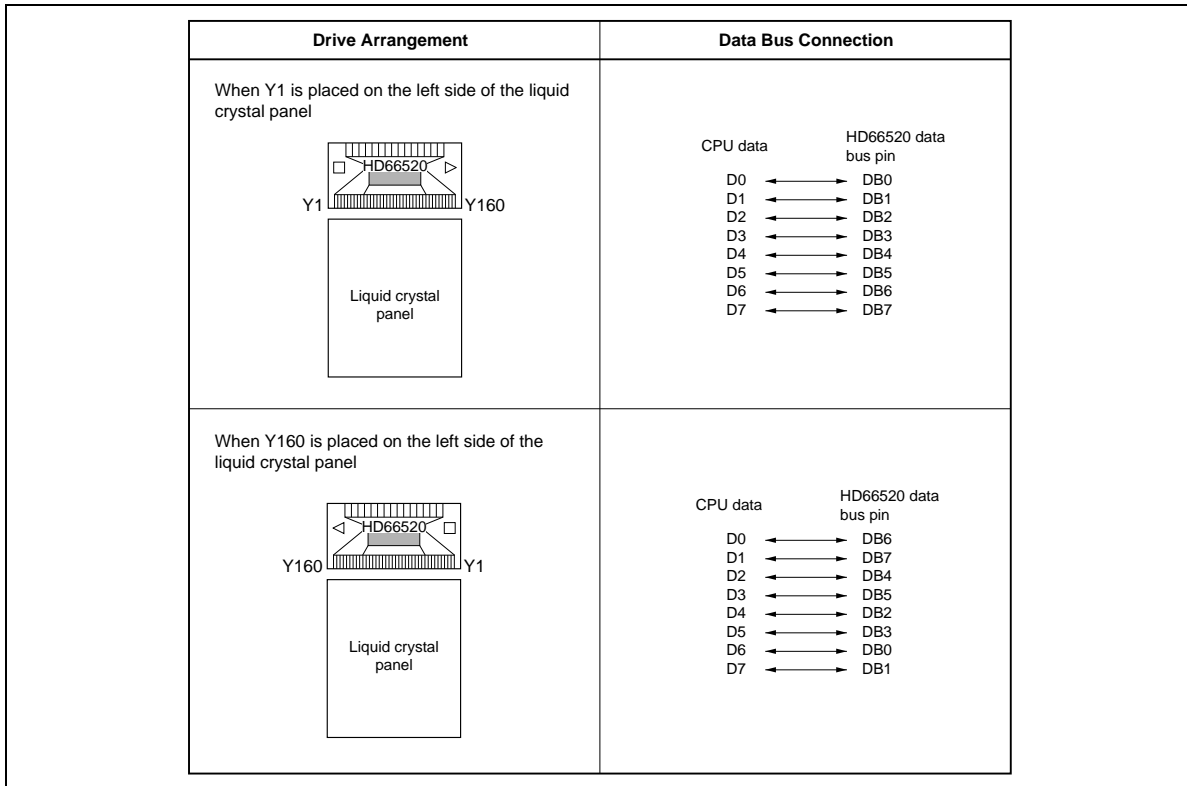 Drive Arrangement
Data Bus Connection
When Y1 is placed on the left side of the liquid
crystal panel
HD66520
Y1
Y160
Liquid crystal
panel
CPU data
HD66520 data
bus pin
D0 DB0
D1 DB1
D2 DB2
D3 DB3
D4 DB4
D5 DB5
D6 DB6
D7 DB7
When Y160 is placed on the left side of the
liquid crystal panel
HD66520
Y160
Y1
Liquid crystal
panel
CPU data
HD66520 data
bus pin
D0 DB6
D1 DB7
D2 DB4
D3 DB5
D4 DB2
D5 DB3
D6 DB0
D7 DB1